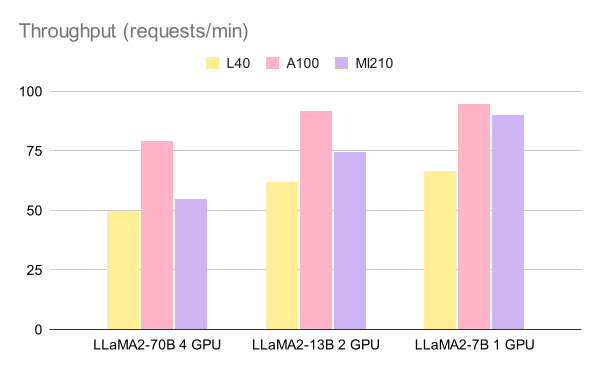 Throughput (requests/min)
L40 A100 MI210
100
75
50
25
0
LLaMA2-70B 4 GPU LLaMA2-13B 2 GPU LLaMA2-7B 1 GPU